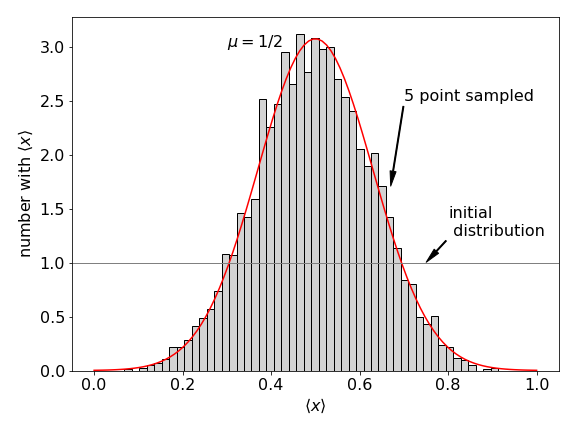 μ = 1/2
5 point sampled
initial
distribution
number with ⟨x⟩
3.0
2.5
2.0
1.5
1.0
0.5
0.0
0.0 0.2 0.4 0.6 0.8 1.0
⟨x⟩